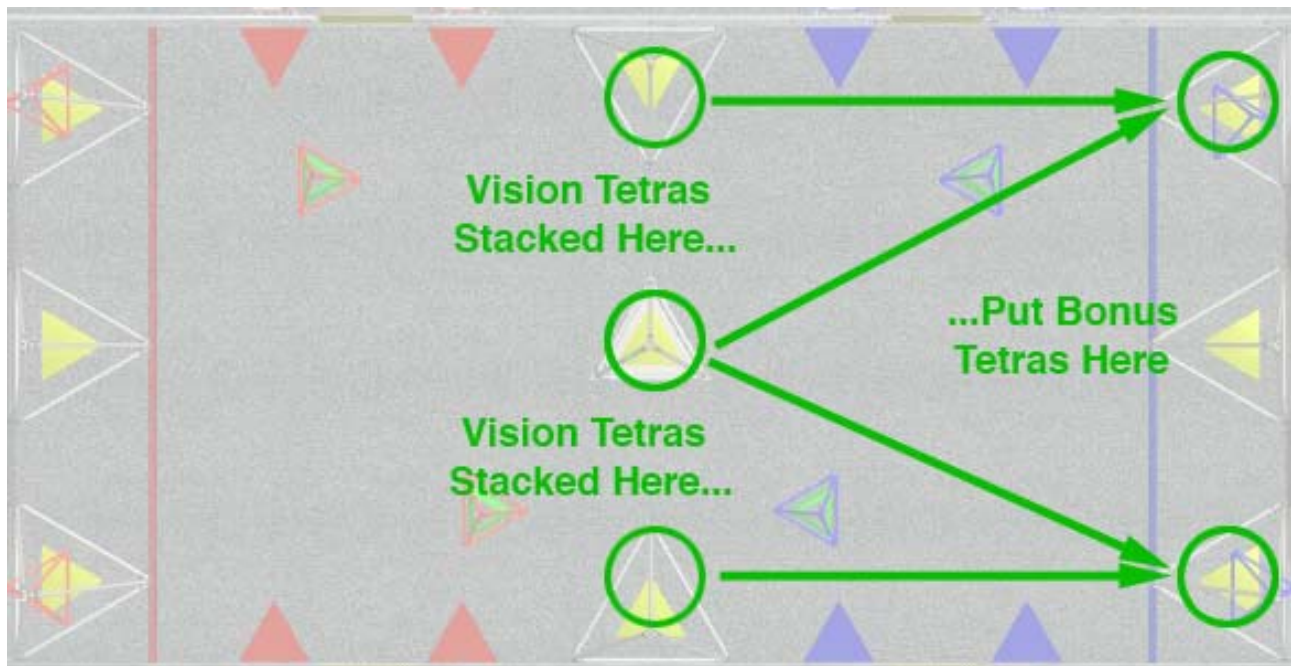 Vision Tetras
Stacked Here...
...Put Bonus
Tetras Here
Vision Tetras
Stacked Here...